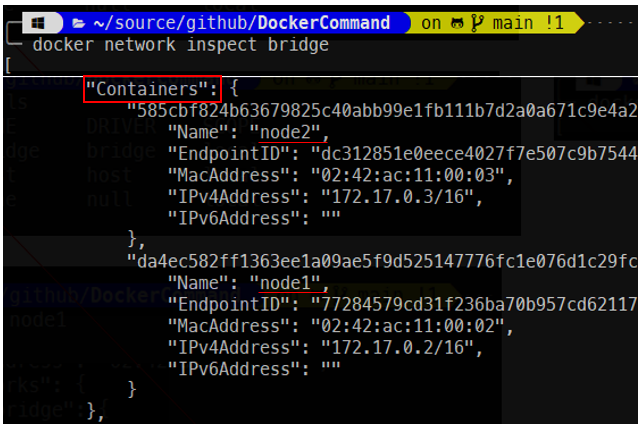 ~/source/github/DockerCommand on main !1
docker network inspect bridge
[
"Containers": {
"585cbf824b63679825c40abb99e1fb111b7d2a0a671c9e4a2
"Name": "node2",
"EndpointID": "dc312851e0eece4027f7e507c9b7544
"MacAddress": "02:42:ac:11:00:03",
"IPv4Address": "172.17.0.3/16",
"IPv6Address": ""
},
"da4ec582ff1363ee1a09ae5f9d525147776fc1e076d1c29fc
"Name": "node1",
"EndpointID": "77284579cd31f236ba70b957cd62117
"MacAddress": "02:42:ac:11:00:02",
"IPv4Address": "172.17.0.2/16",
"IPv6Address": ""
}
},